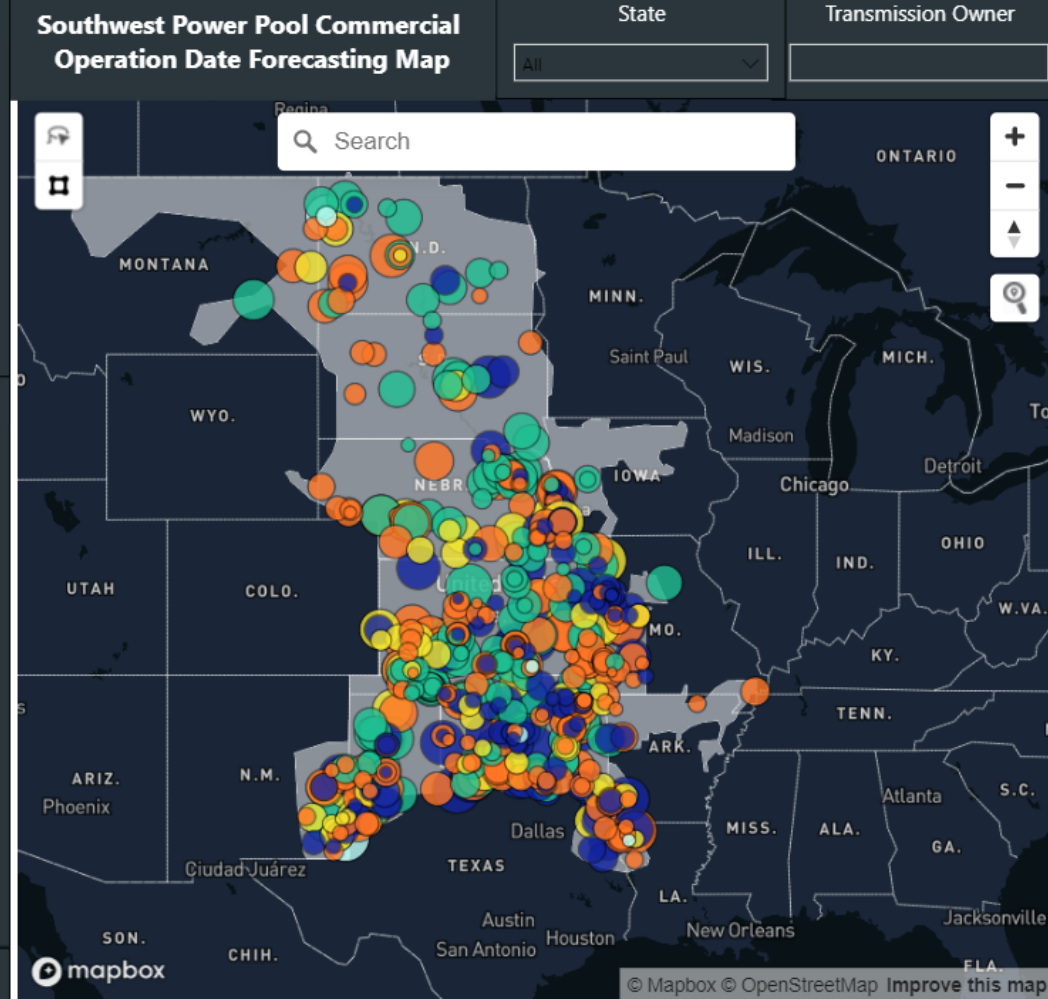 Southwest Power Pool Commercial
Operation Date Forecasting Map
State
Transmission Owner
All
Regina
Search
ONTARIO
MONTANA
N.D.
MINN.
Saint Paul
WIS.
MICH.
WYO.
Madison
Detroit
IOWA
Chicago
NEBR.
ILL.
IND.
OHIO
UTAH
COLO.
United
W.VA.
MO.
KY.
TENN.
ARK.
ARIZ.
N.M.
Phoenix
Atlanta
S.C.
Dallas
MISS.
ALA.
GA.
TEXAS
Ciudad Juárez
LA.
Austin
New Orleans
Jacksonville
SON.
CHIH.
San Antonio
Houston
FLA.
mapbox
© Mapbox © OpenStreetMap Improve this map